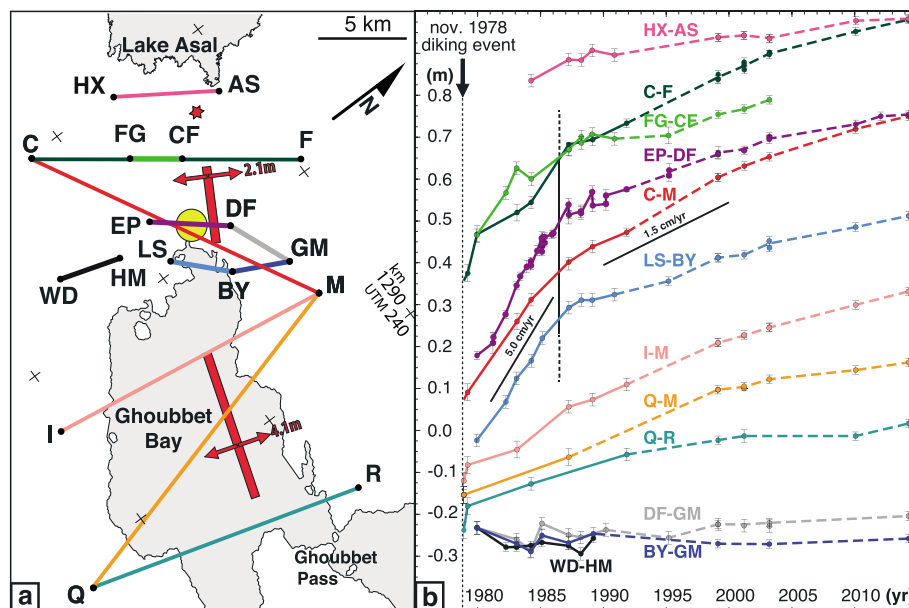 Lake Asal
5 km
N
HX
AS
C
FG
CF
F
2.1m
EP
DF
LS
GM
HM
BY
WD
M
km
1290
UTM 240
Ghoubbet
Bay
I
4.1m
R
Ghoubbet
Pass
Q
a
nov. 1978
diking event
(m)
0.8
0.7
0.6
0.5
0.4
0.3
0.2
0.1
0.0
-0.1
-0.2
-0.3
HX-AS
C-F
FG-CF
EP-DF
C-M
1.5 cm/yr
LS-BY
5.0 cm/yr
I-M
Q-M
Q-R
DF-GM
BY-GM
WD-HM
b
1980 1985 1990 1995 2000 2005 2010 (yr)